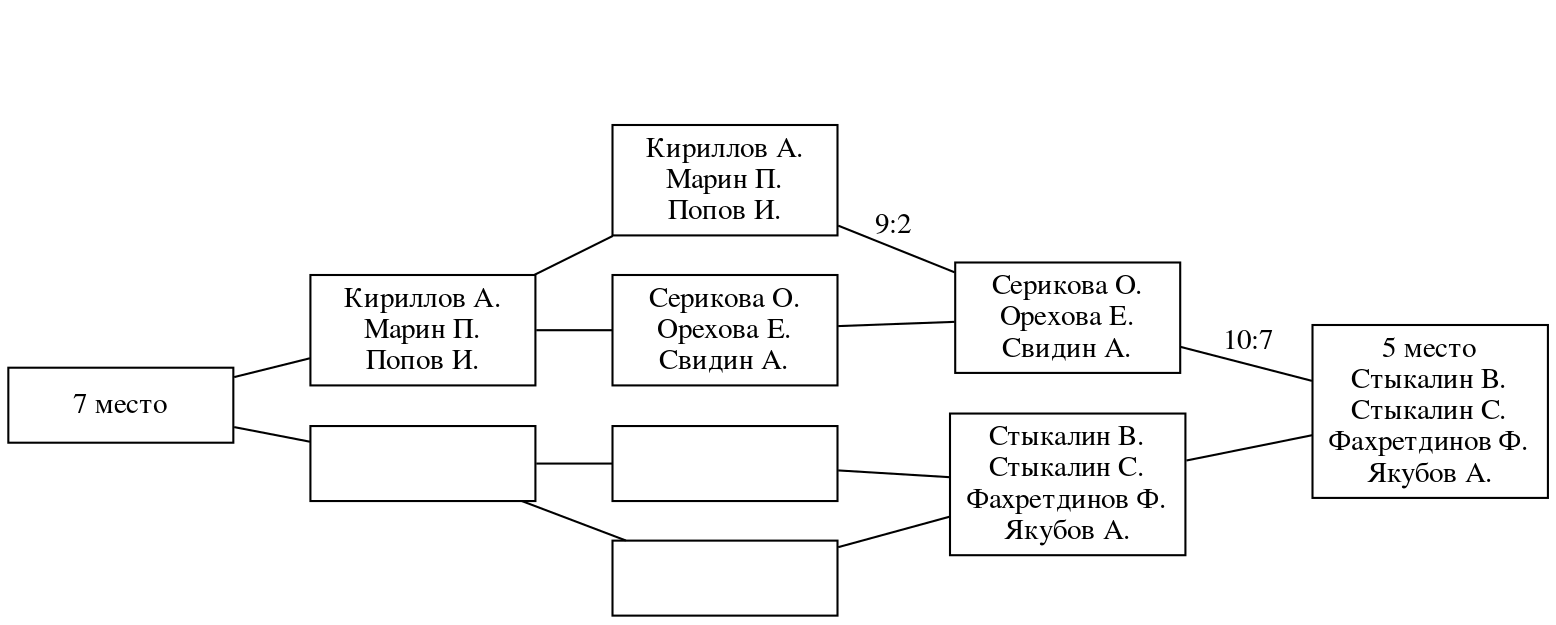 Кириллов А.
Марин П.
Попов И.
9:2
Кириллов А.
Марин П.
Попов И.
Серикова О.
Орехова Е.
Свидин А.
Серикова О.
Орехова Е.
Свидин А.
10:7
7 место
5 место
Стыкалин В.
Стыкалин С.
Фахретдинов Ф.
Якубов А.
Стыкалин В.
Стыкалин С.
Фахретдинов Ф.
Якубов А.